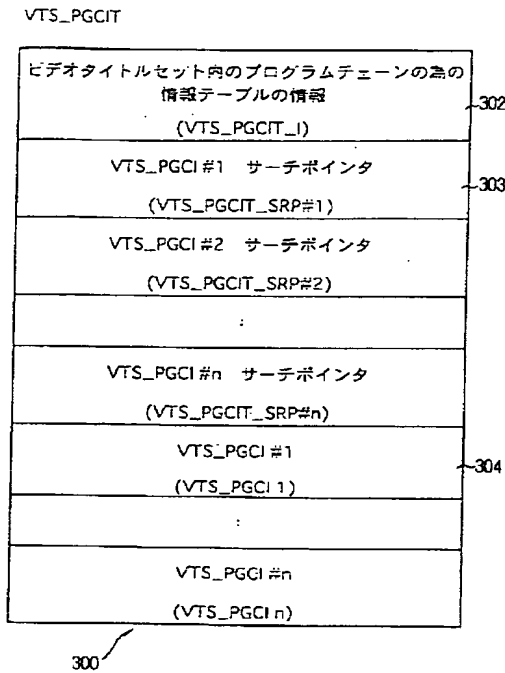 VTS_PGCIT
ビデオタイトルセット内のプログラムチェーンの為の
情報テーブルの情報
(VTS_PGCIT_I)
302
VTS_PGCI #1 サーチポインタ
303
(VTS_PGCIT_SRP#1)
VTS_PGCI #2 サーチポインタ
(VTS_PGCIT_SRP#2)
:
VTS_PGCI #n サーチポインタ
(VTS_PGCIT_SRP#n)
VTS_PGCI #1
304
(VTS_PGCI 1)
:
VTS_PGCI #n
(VTS_PGCI n)
300